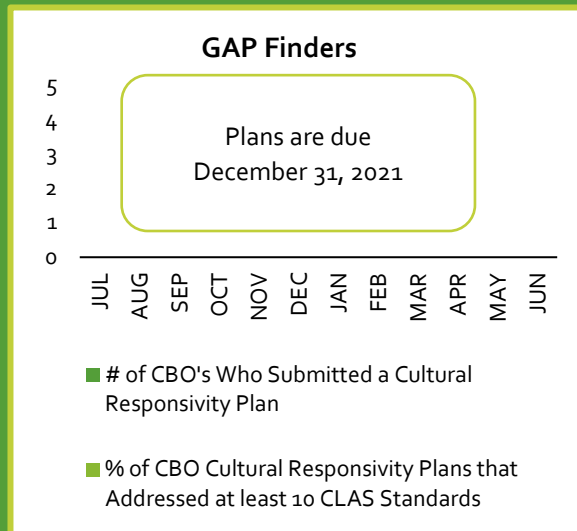 GAP Finders
5
4
3
2
1
0
Plans are due
December 31, 2021
JUL
AUG
SEP
OCT
NOV
DEC
JAN
FEB
MAR
APR
MAY
JUN
# of CBO's Who Submitted a Cultural
Responsivity Plan
% of CBO Cultural Responsivity Plans that
Addressed at least 10 CLAS Standards